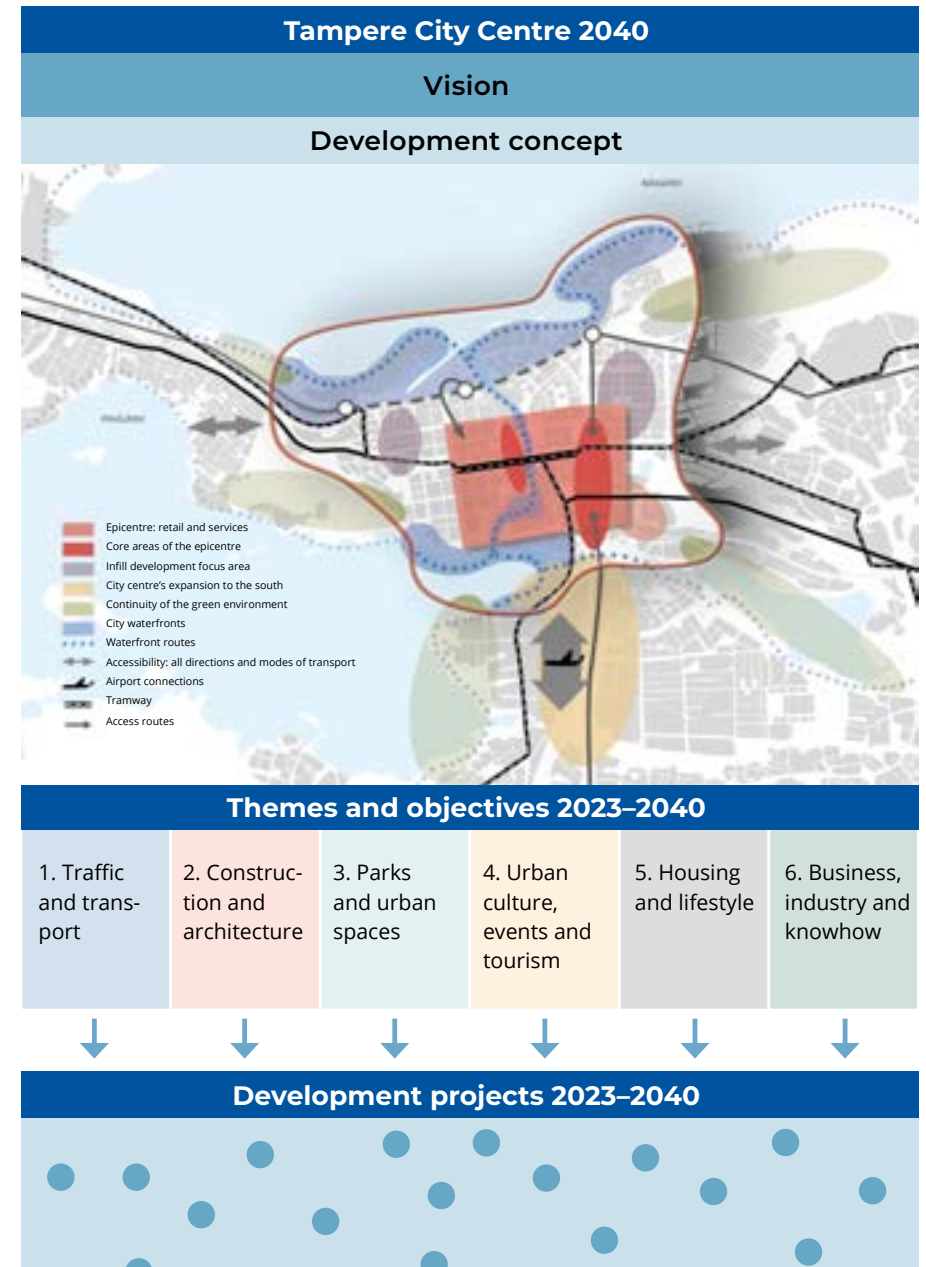 Tampere City Centre 2040
Vision
Development concept
Epicentre: retail and services
Core areas of the epicentre
Infill development focus area
City centre's expansion to the south
Continuity of the green environment
City waterfronts
Waterfront routes
Accessibility: all directions and modes of transport
Airport connections
Tramway
Access routes
Themes and objectives 2023–2040
1. Traffic
and trans-
port
2. Construc-
tion and
architecture
3. Parks
and urban
spaces
4. Urban
culture,
events and
tourism
5. Housing
and lifestyle
6. Business,
industry and
knowhow
Development projects 2023–2040